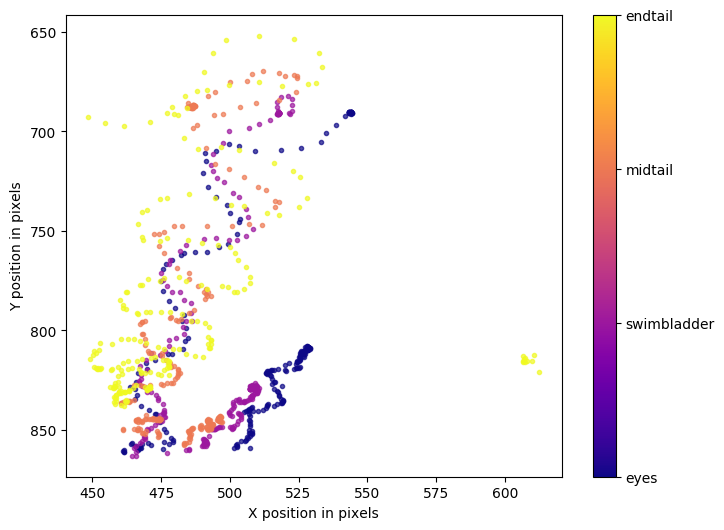 650
700
750
800
850
450
475
500
525
550
575
600
X position in pixels
Y position in pixels
endtail
midtail
swimbladder
eyes